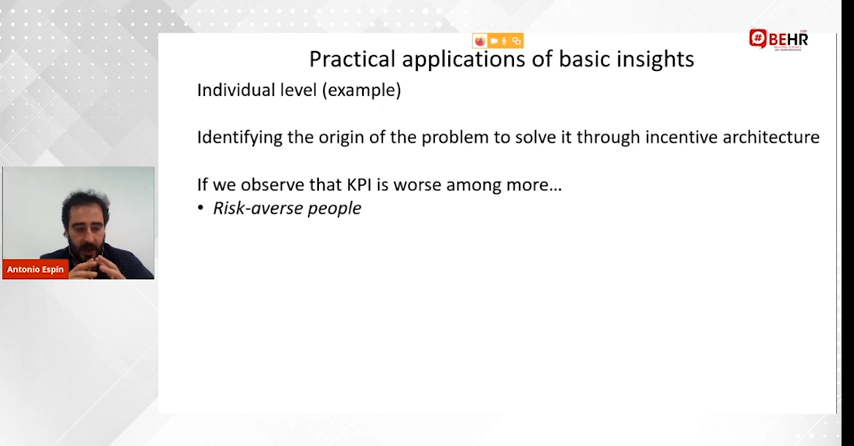 #BEHR
Practical applications of basic insights
Individual level (example)
Identifying the origin of the problem to solve it through incentive architecture
If we observe that KPI is worse among more...
• Risk-averse people
Antonio Espín